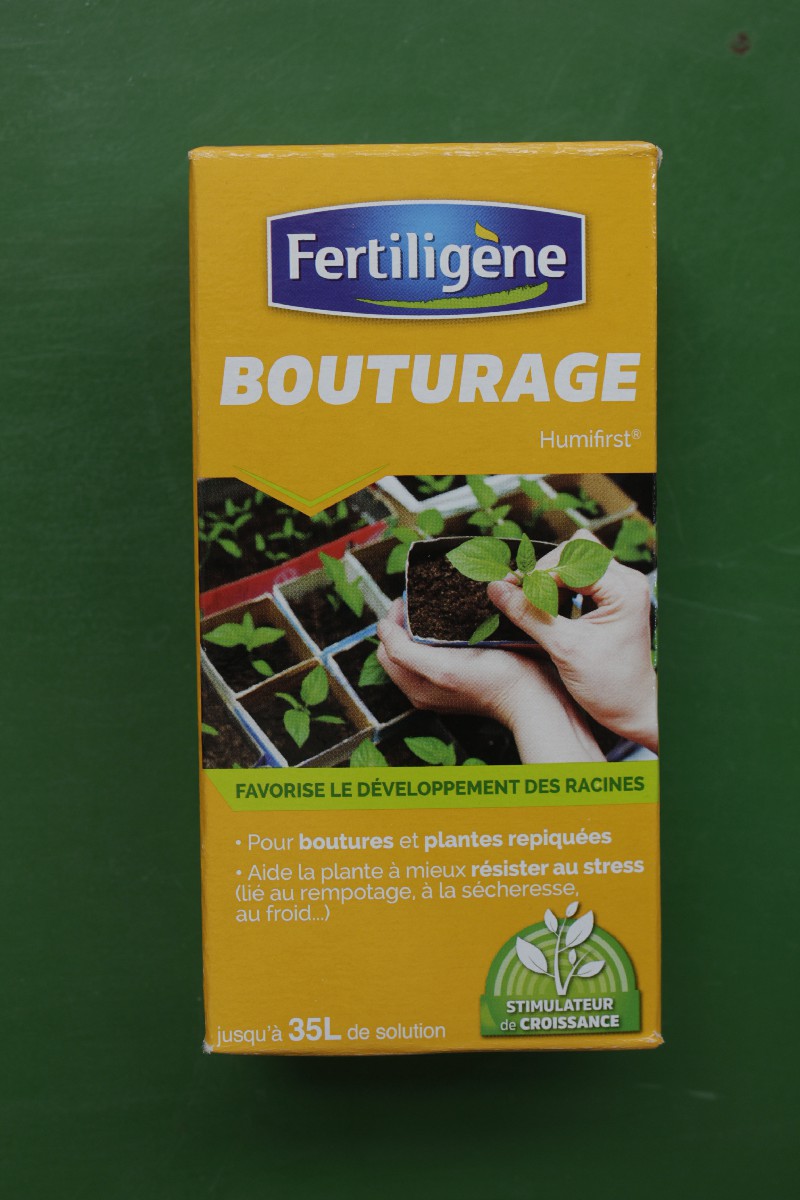 Fertiligène
BOUTURAGE
Humifirst®
FAVORISE LE DÉVELOPPEMENT DES RACINES
• Pour boutures et plantes repiquées
• Aide la plante à mieux résister au stress
(lié au rempotage, à la sécheresse,
au froid...)
STIMULATEUR
de CROISSANCE
jusqu'à 35L de solution